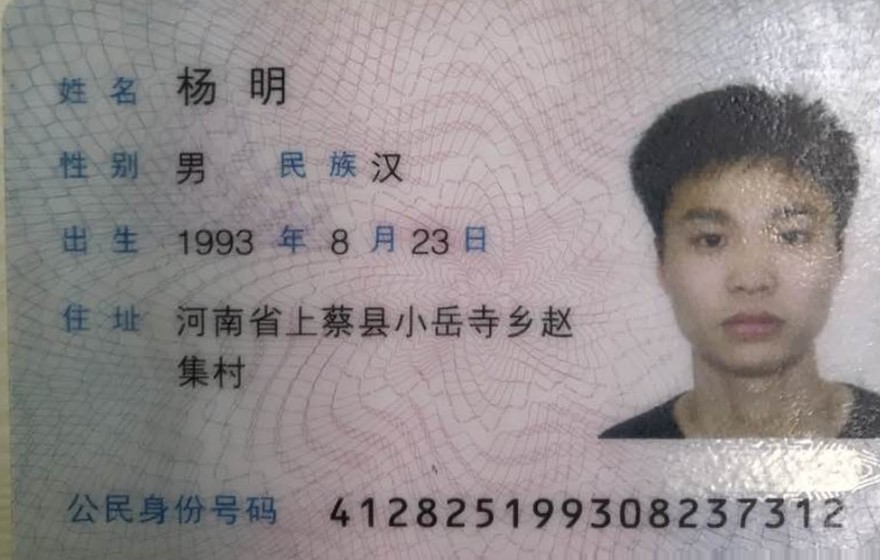 姓名 杨明
性别 男 民族 汉
出生 1993 年 8 月 23 日
住址 河南省上蔡县小岳寺乡赵
集村
公民身份号码 412825199308237312